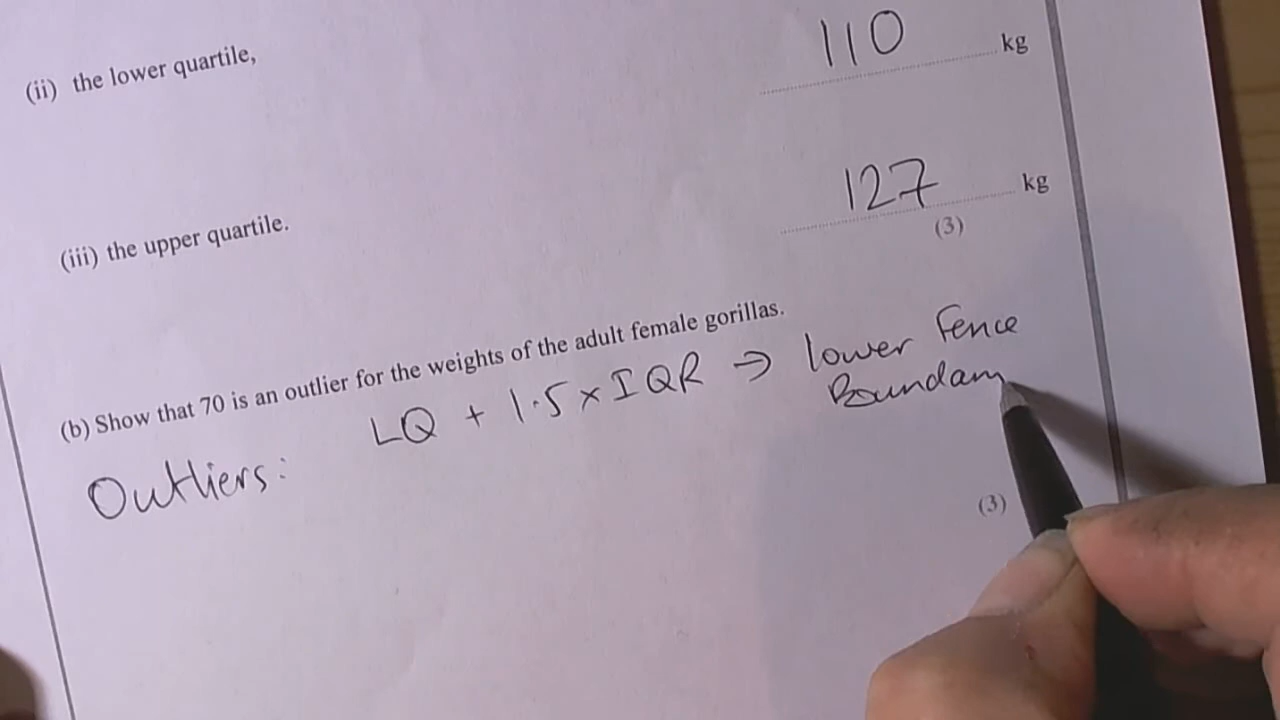 (ii) the lower quartile,
110 kg
(iii) the upper quartile.
127 kg
(3)
(b) Show that 70 is an outlier for the weights of the adult female gorillas.
Outliers: LQ + 1.5 × IQR ⇒ lower fence
Boundary
(3)